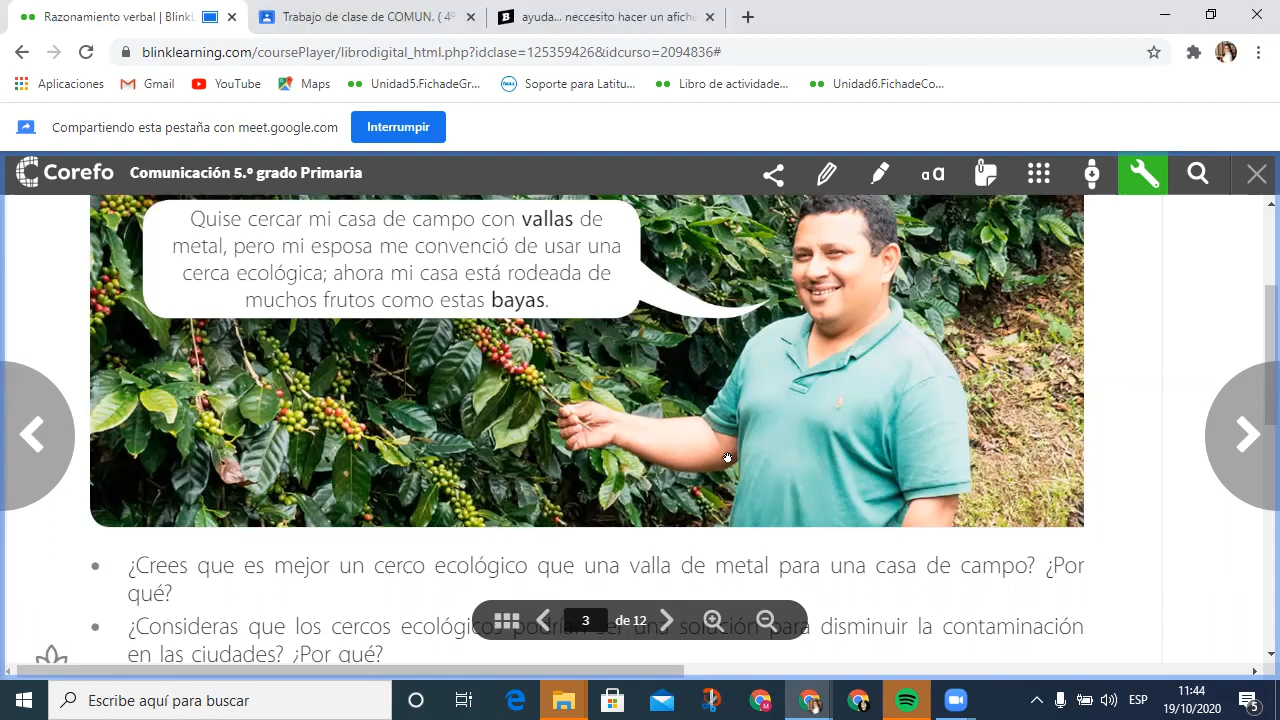 Razonamiento verbal | Blink
Trabajo de clase de COMUN. ( 4º
ayuda... neccesito hacer un afiche
blinklearning.com/coursePlayer/librodigital_html.php?idclase=125359426&idcurso=2094836#
Aplicaciones
Gmail
YouTube
Maps
Unidad5.FichadeGr...
Soporte para Latitu...
Libro de actividade...
Unidad6.FichadeCo...
Compartiendo esta pestaña con meet.google.com
Interrumpir
Corefo
Comunicación 5.º grado Primaria
a a
Quise cercar mi casa de campo con vallas de
metal, pero mi esposa me convenció de usar una
cerca ecológica; ahora mi casa está rodeada de
muchos frutos como estas bayas.
• ¿Crees que es mejor un cerco ecológico que una valla de metal para una casa de campo? ¿Por
qué?
3 de 12
• ¿Consideras que los cercos ecológicos podrían ser una solución para disminuir la contaminación
en las ciudades? ¿Por qué?
Escribe aquí para buscar
ESP
11:44
19/10/2020
5